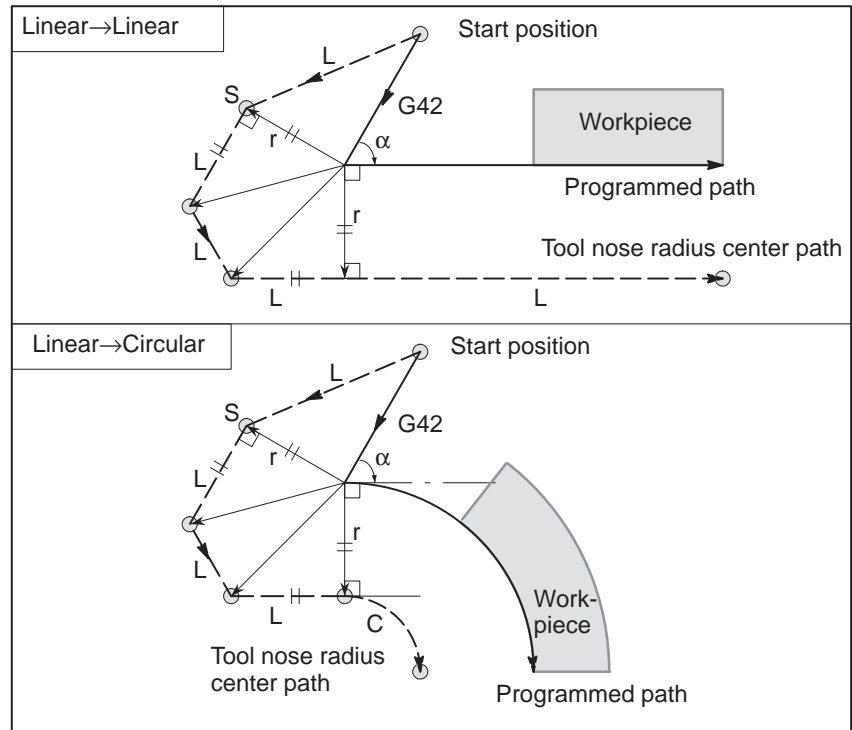 Linear→Linear
Start position
L
G42
S
r
α
Workpiece
L
Programmed path
r
L
Tool nose radius center path
L
L
Linear→Circular
Start position
L
G42
S
r
α
L
r
L
L
C
Work-
piece
Tool nose radius
center path
Programmed path